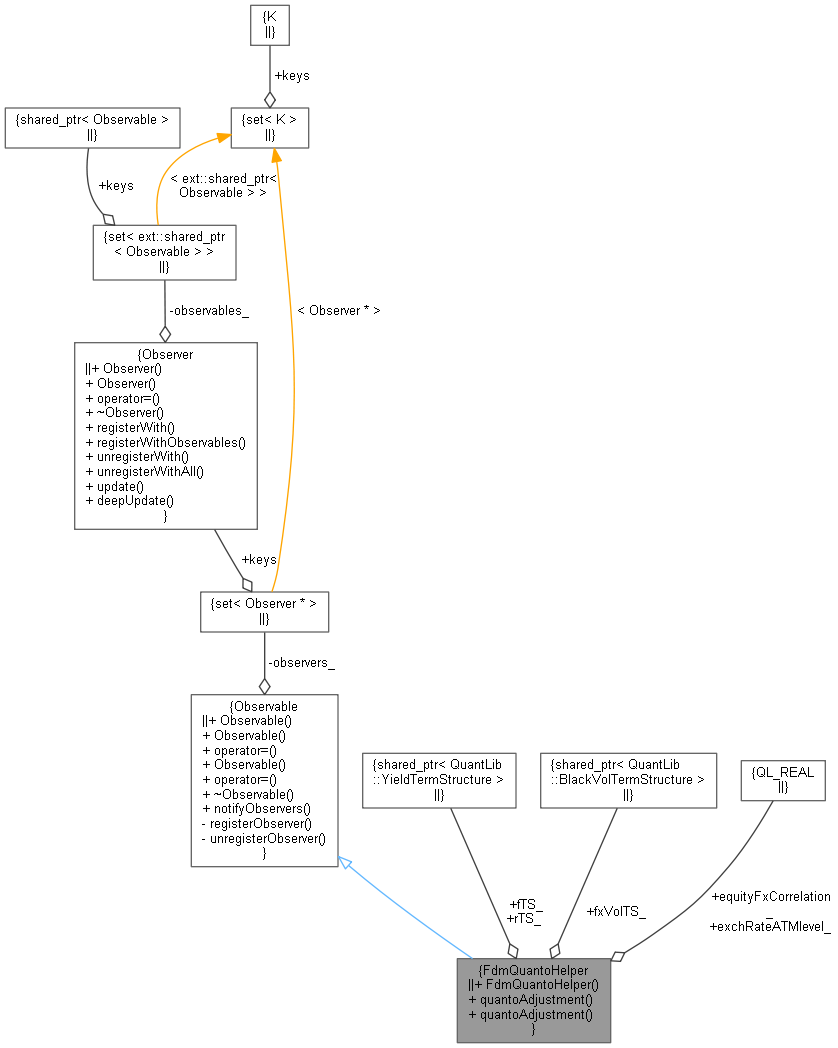 {K
||}
+keys
{shared_ptr< Observable >
||}
{set< K >
||}
+keys
< ext::shared_ptr<
Observable > >
{set< ext::shared_ptr
< Observable > >
||}
-observables_
< Observer * >
{Observer
||+ Observer()
+ Observer()
+ operator=()
+ ~Observer()
+ registerWith()
+ registerWithObservables()
+ unregisterWith()
+ unregisterWithAll()
+ update()
+ deepUpdate()
}
+keys
{set< Observer * >
||}
-observers_
{Observable
||+ Observable()
+ Observable()
+ operator=()
+ Observable()
+ operator=()
+ ~Observable()
+ notifyObservers()
- registerObserver()
- unregisterObserver()
}
{shared_ptr< QuantLib
::YieldTermStructure >
||}
{shared_ptr< QuantLib
::BlackVolTermStructure >
||}
{QL_REAL
||}
+fTS_
+rTS_
+fxVolTS_
+equityFxCorrelation
_
+exchRateATMlevel_
{FdmQuantoHelper
||+ FdmQuantoHelper()
+ quantoAdjustment()
+ quantoAdjustment()
}